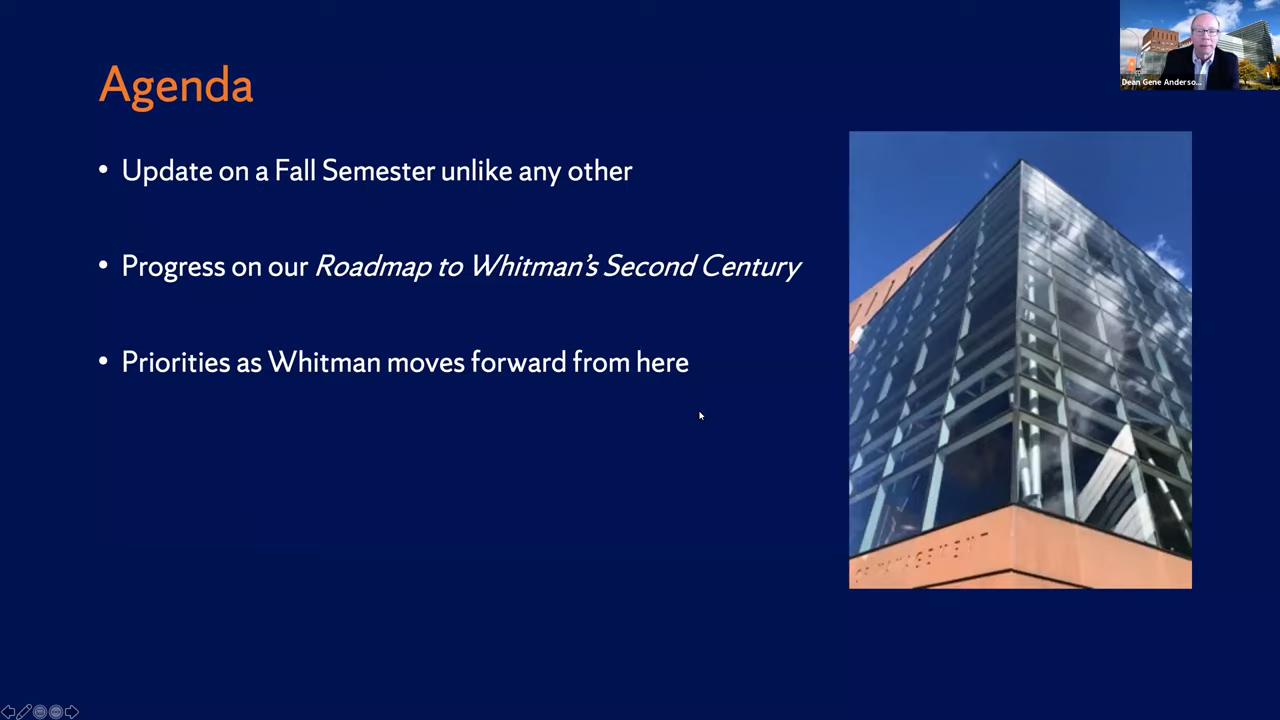 Dean Gene Anderso...
Agenda
• Update on a Fall Semester unlike any other
• Progress on our Roadmap to Whitman's Second Century
• Priorities as Whitman moves forward from here
MANAGEMENT